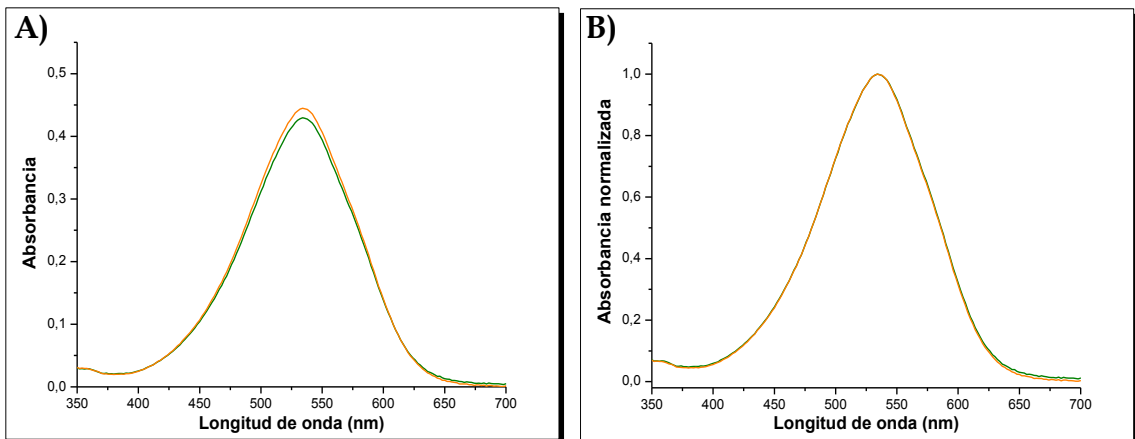 A)
0,5
0,4
0,3
0,2
0,1
0,0
Absorbancia
350 400 450 500 550 600 650 700
Longitud de onda (nm)
B)
1,0
0,8
0,6
0,4
0,2
0,0
Absorbancia normalizada
350 400 450 500 550 600 650 700
Longitud de onda (nm)